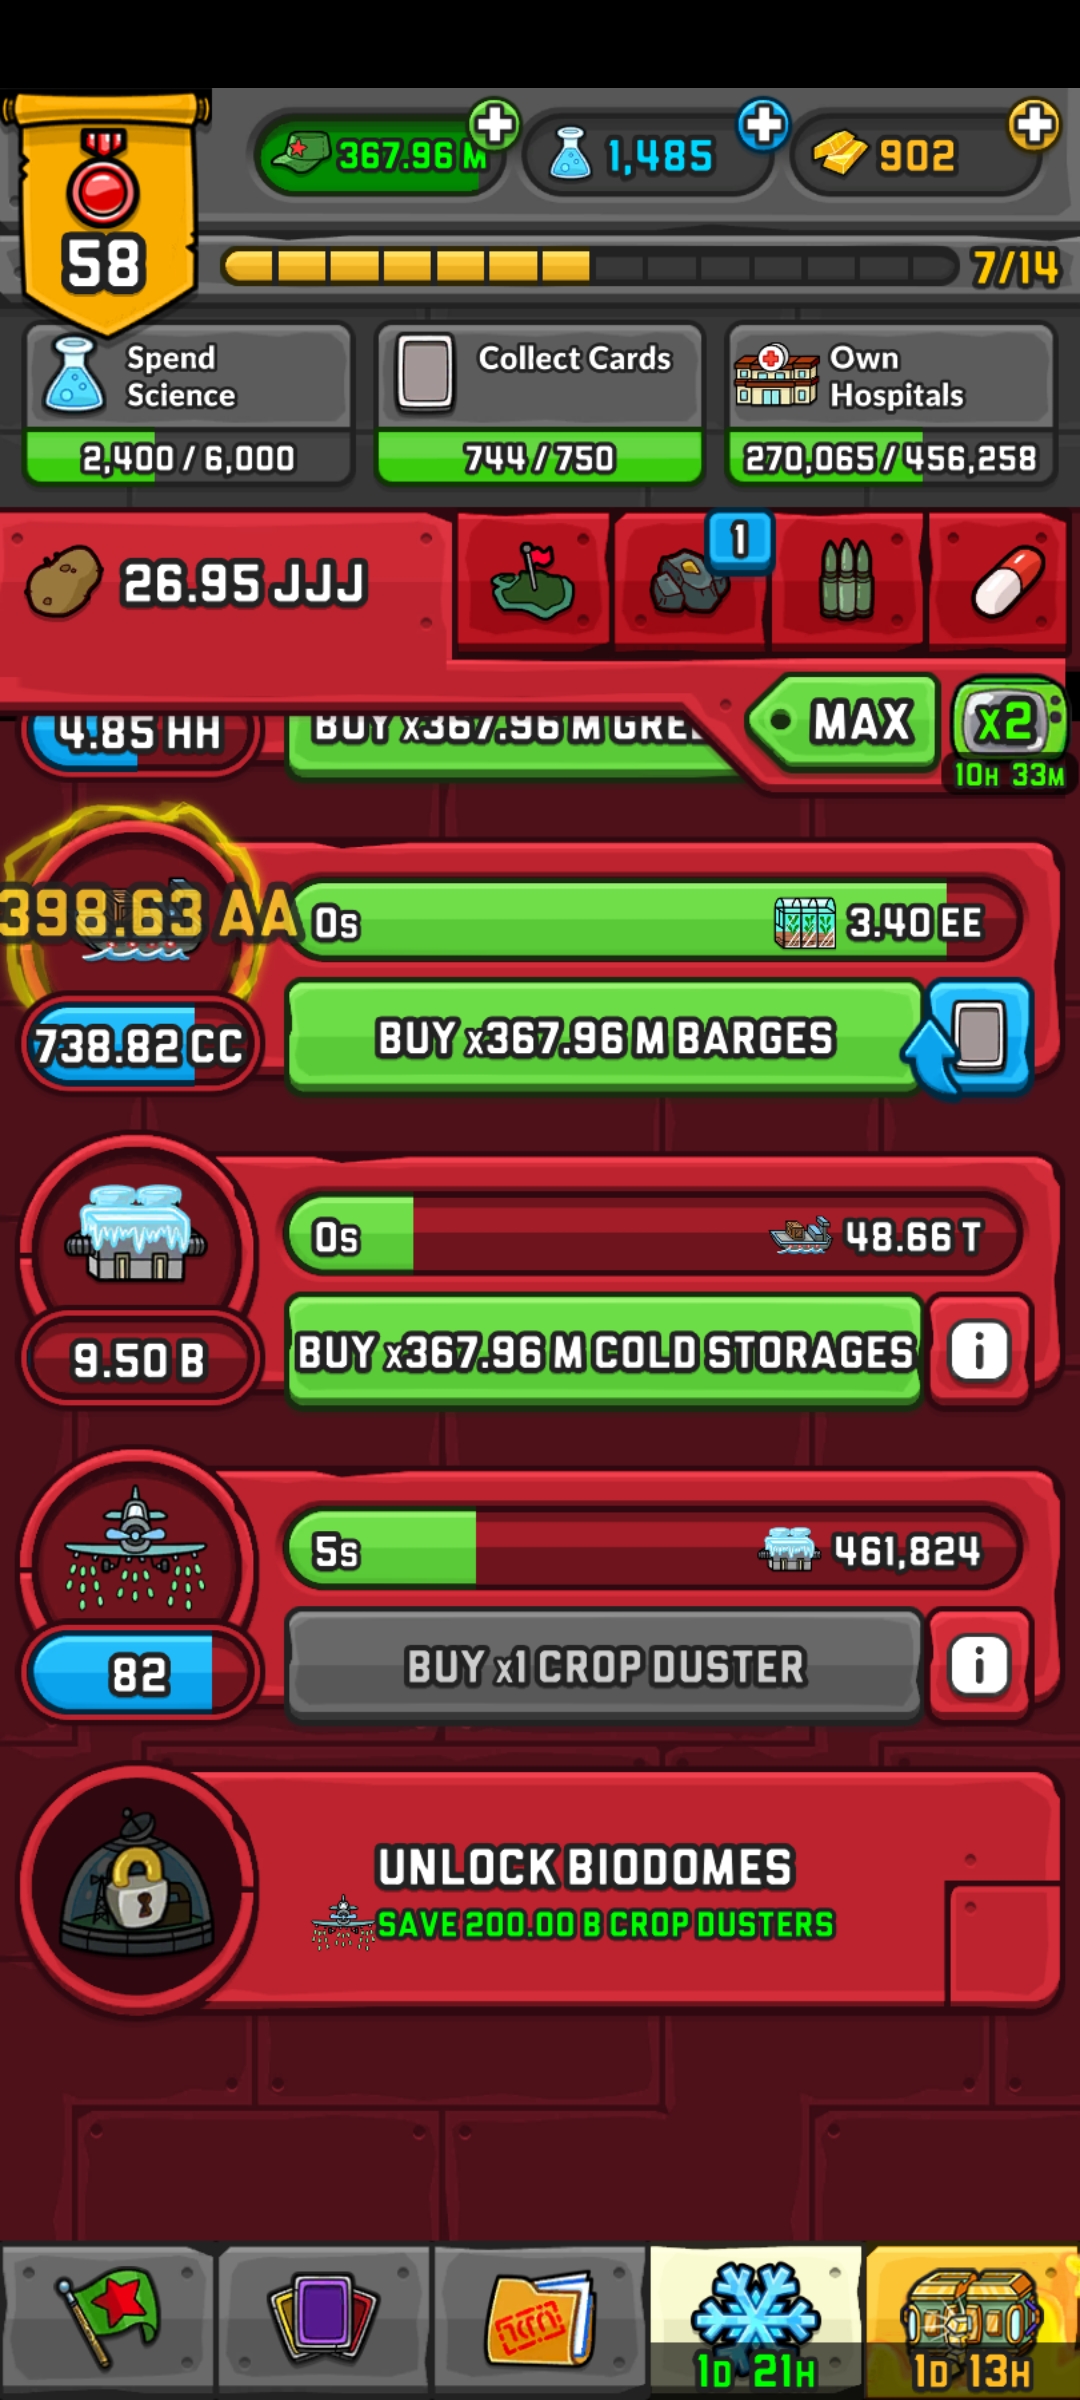 367.96 M
1,485
902
58
7/14
Spend
Science
2,400 / 6,000
Collect Cards
744 / 750
Own
Hospitals
270,065 / 456,258
26.95 JJJ
1
MAX
x2
10H 33M
4.85 HH
BUY x367.96 M GREE
398.63 AA
0s
3.40 EE
738.82 CC
BUY x367.96 M BARGES
0s
48.66 T
9.50 B
BUY x367.96 M COLD STORAGES
i
5s
461,824
82
BUY x1 CROP DUSTER
i
UNLOCK BIODOMES
SAVE 200.00 B CROP DUSTERS
1D 21H
1D 13H